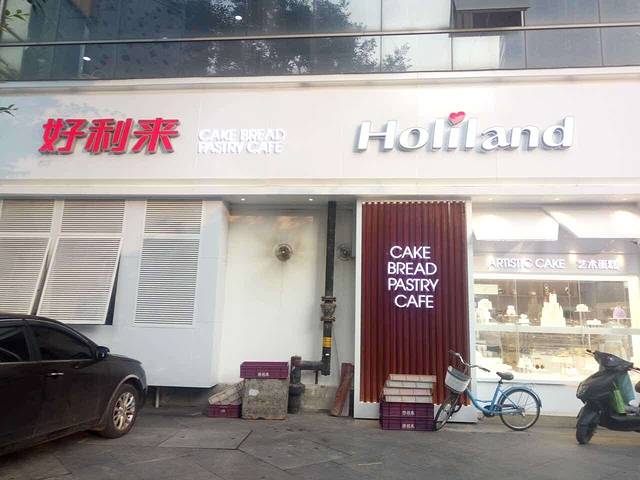 好利来
CAKE BREAD
PASTRY CAFE
Holiland
CAKE
BREAD
PASTRY
CAFE
ARTISTIC CAKE 艺术蛋糕